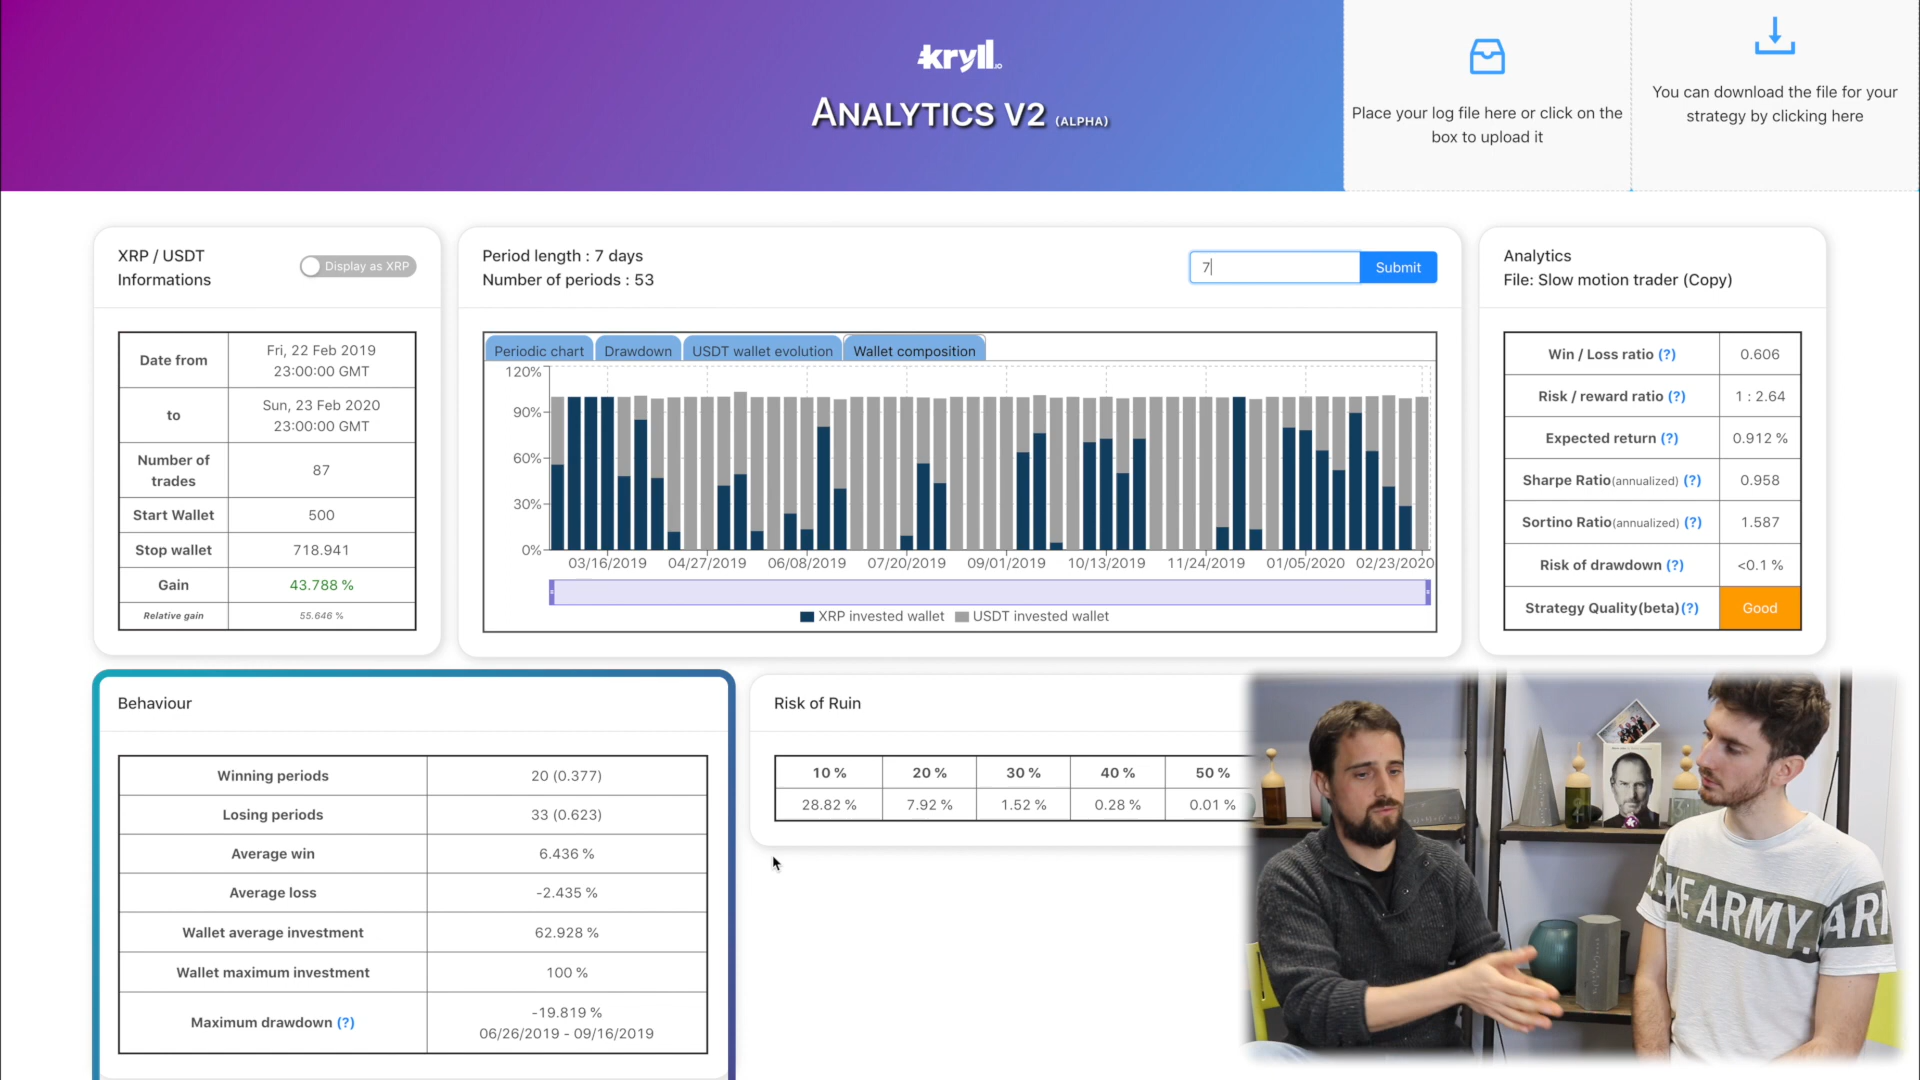 kryll.io
ANALYTICS V2 (ALPHA)
Place your log file here or click on the
box to upload it
You can download the file for your
strategy by clicking here
XRP / USDT
Informations
Display as XRP
Date from
Fri, 22 Feb 2019
23:00:00 GMT
to
Sun, 23 Feb 2020
23:00:00 GMT
Number of
trades
87
Start Wallet
500
Stop wallet
718.941
Gain
43.788 %
Relative gain
55.646 %
Period length : 7 days
Number of periods : 53
7
Submit
Periodic chart
Drawdown
USDT wallet evolution
Wallet composition
120%
90%
60%
30%
0%
03/16/2019
04/27/2019
06/08/2019
07/20/2019
09/01/2019
10/13/2019
11/24/2019
01/05/2020
02/23/2020
XRP invested wallet
USDT invested wallet
Analytics
File: Slow motion trader (Copy)
Win / Loss ratio (?)
0.606
Risk / reward ratio (?)
1 : 2.64
Expected return (?)
0.912 %
Sharpe Ratio(annualized) (?)
0.958
Sortino Ratio(annualized) (?)
1.587
Risk of drawdown (?)
<0.1 %
Strategy Quality(beta)(?)
Good
Behaviour
Winning periods
20 (0.377)
Losing periods
33 (0.623)
Average win
6.436 %
Average loss
-2.435 %
Wallet average investment
62.928 %
Wallet maximum investment
100 %
Maximum drawdown (?)
-19.819 %
06/26/2019 - 09/16/2019
Risk of Ruin
10 %
20 %
30 %
40 %
50 %
28.82 %
7.92 %
1.52 %
0.28 %
0.01 %
ARMY.